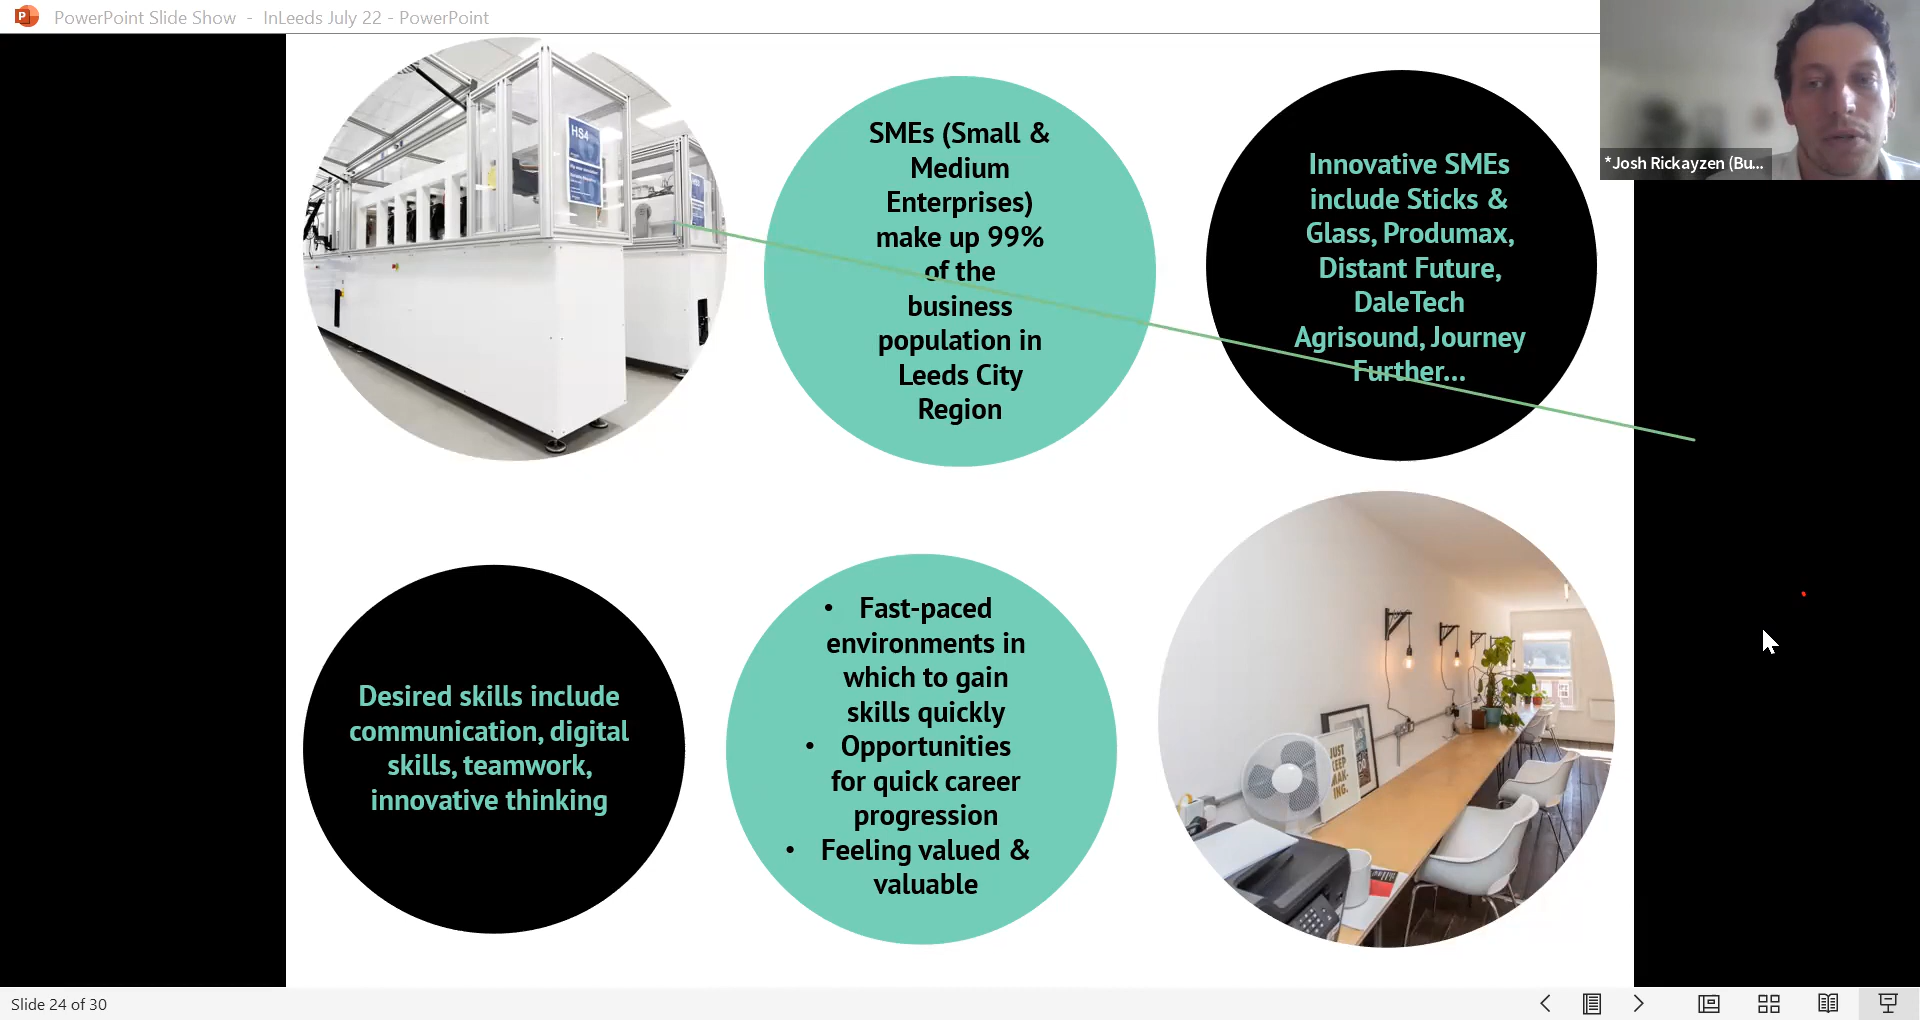 PowerPoint Slide Show - InLeeds July 22 - PowerPoint
*Josh Rickayzen (Bu...
HS4
SMEs (Small &
Medium
Enterprises)
make up 99%
of the
business
population in
Leeds City
Region
Innovative SMEs
include Sticks &
Glass, Produmax,
Distant Future,
DaleTech
Agrisound, Journey
Further...
Desired skills include
communication, digital
skills, teamwork,
innovative thinking
• Fast-paced
environments in
which to gain
skills quickly
• Opportunities
for quick career
progression
• Feeling valued &
valuable
JUST
KEEP
MAK-
ING.
Slide 24 of 30